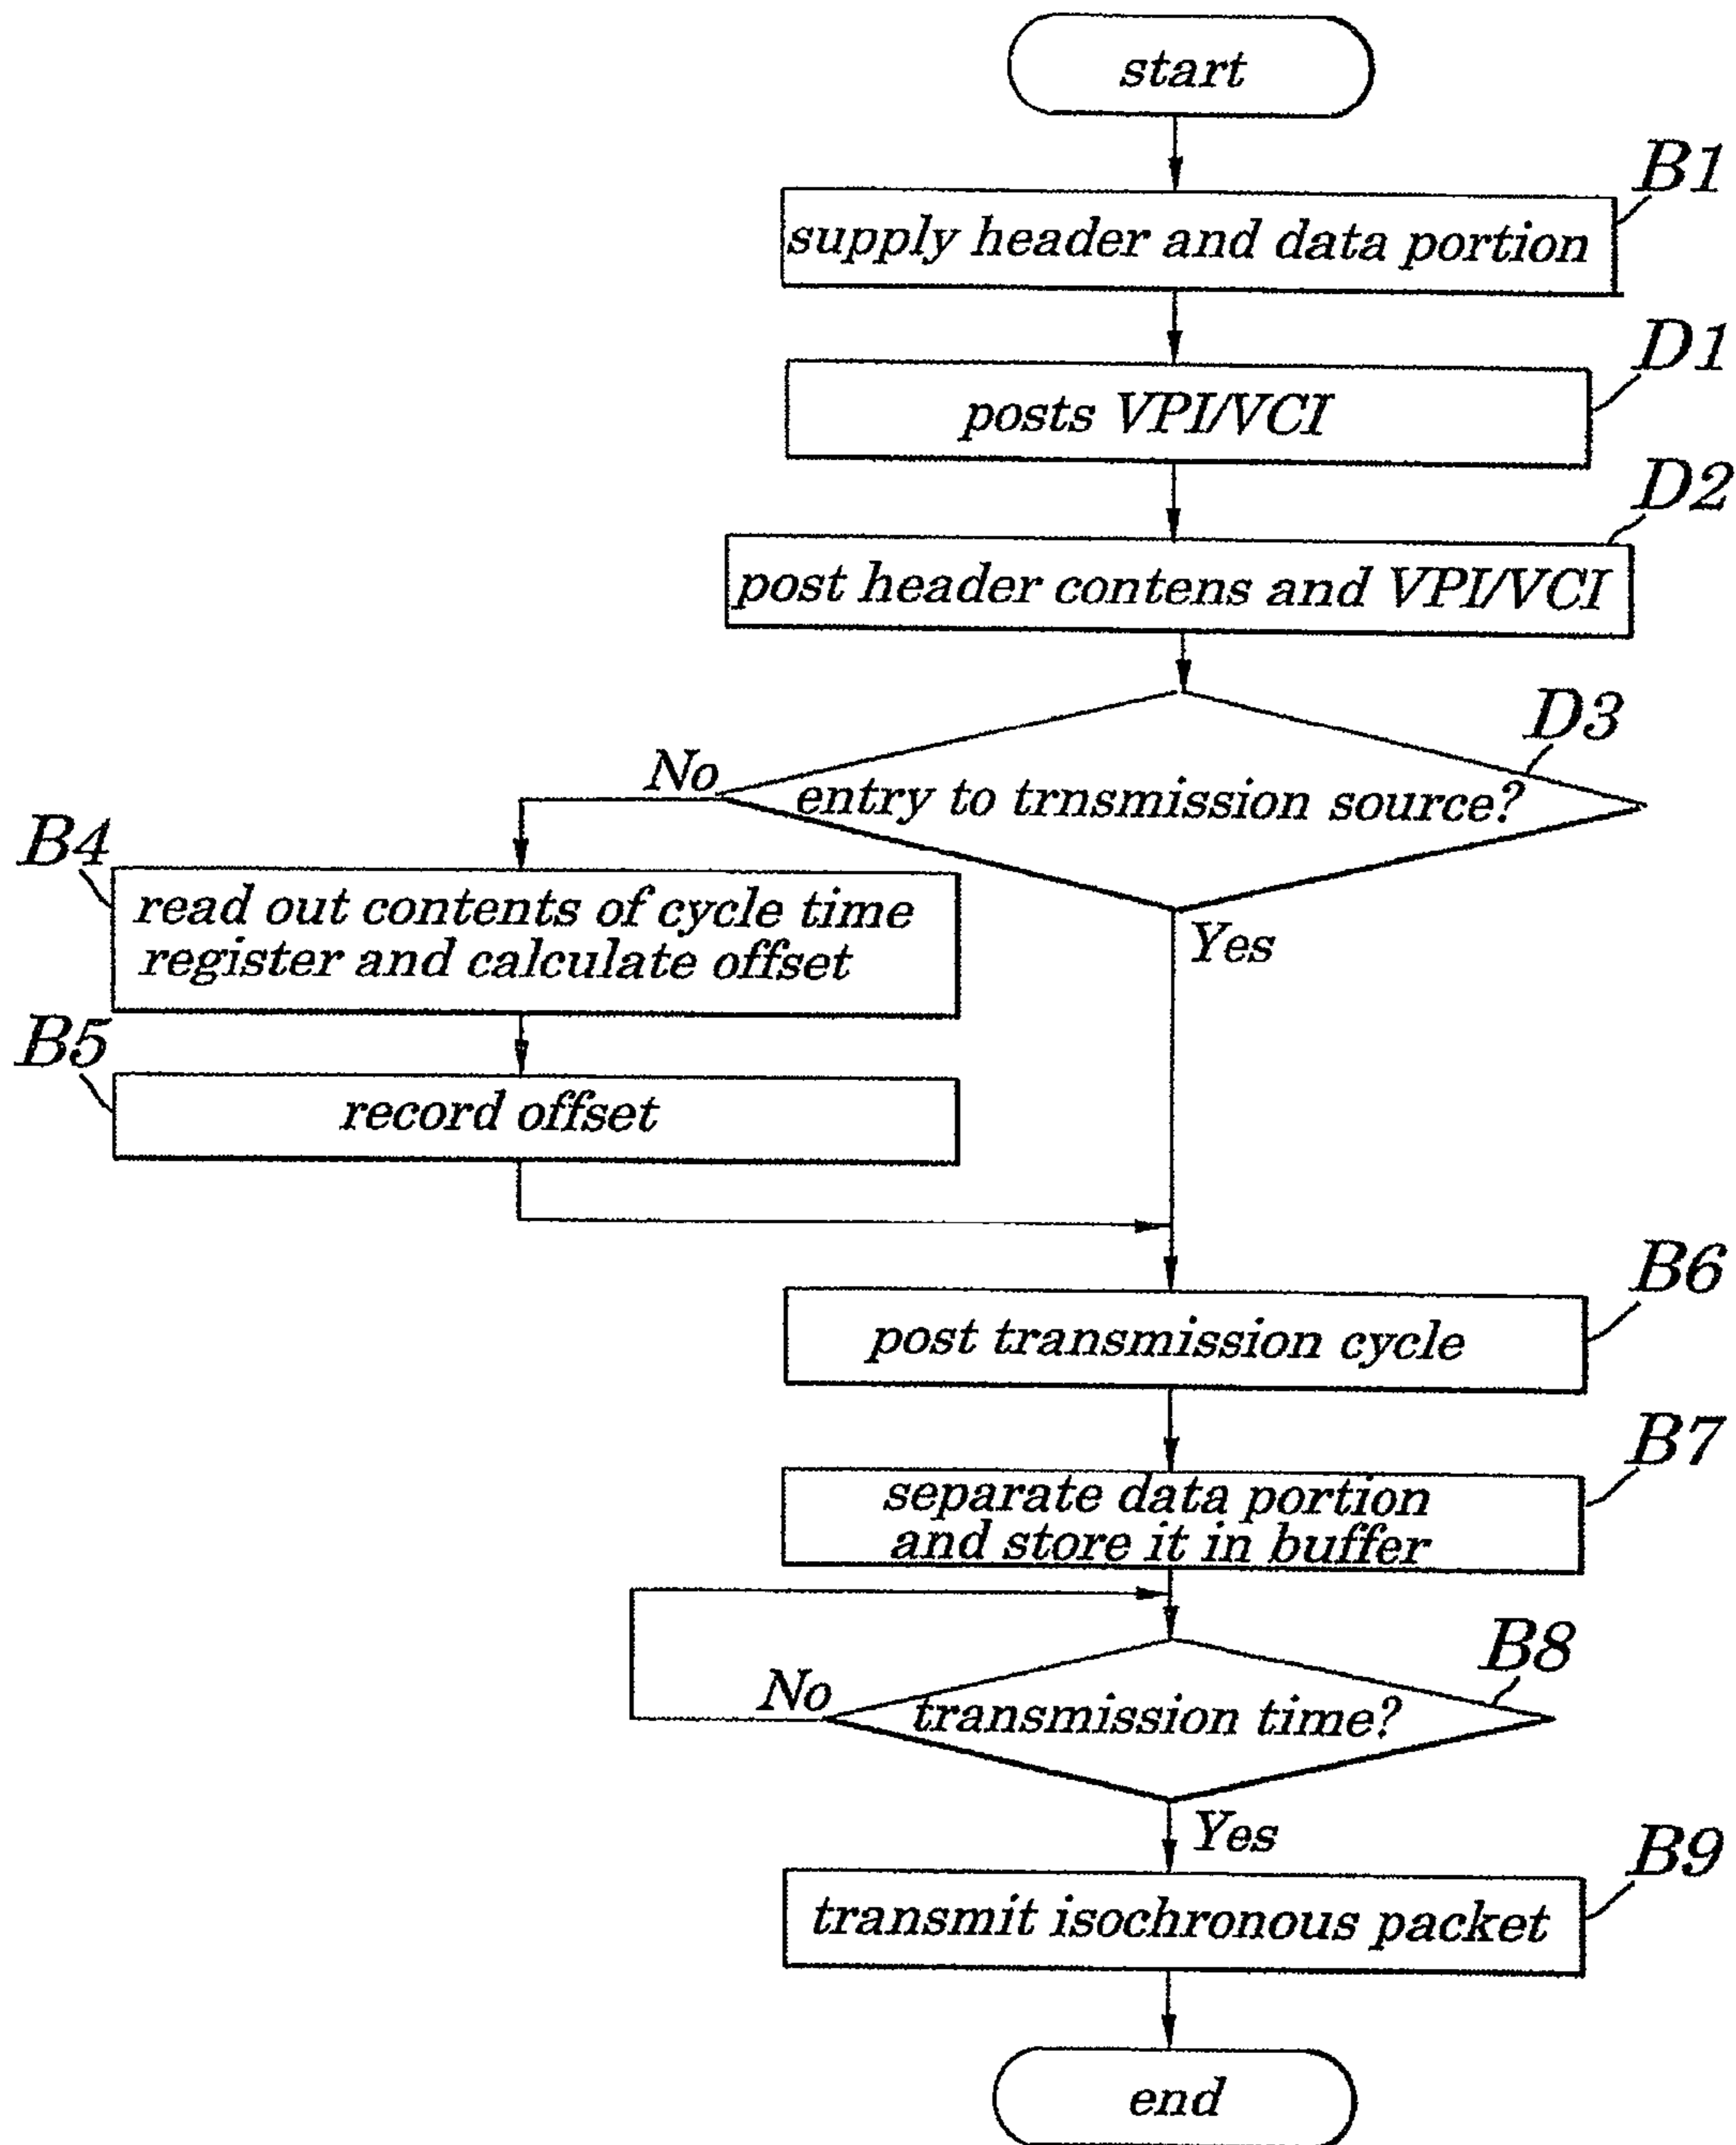 start
B1
supply header and data portion
D1
posts VPI/VCI
D2
post header contens and VPI/VCI
D3
No
entry to trnsmission source?
B4
read out contents of cycle time
register and calculate offset
Yes
B5
record offset
B6
post transmission cycle
B7
separate data portion
and store it in buffer
B8
No
transmission time?
Yes
B9
transmit isochronous packet
end